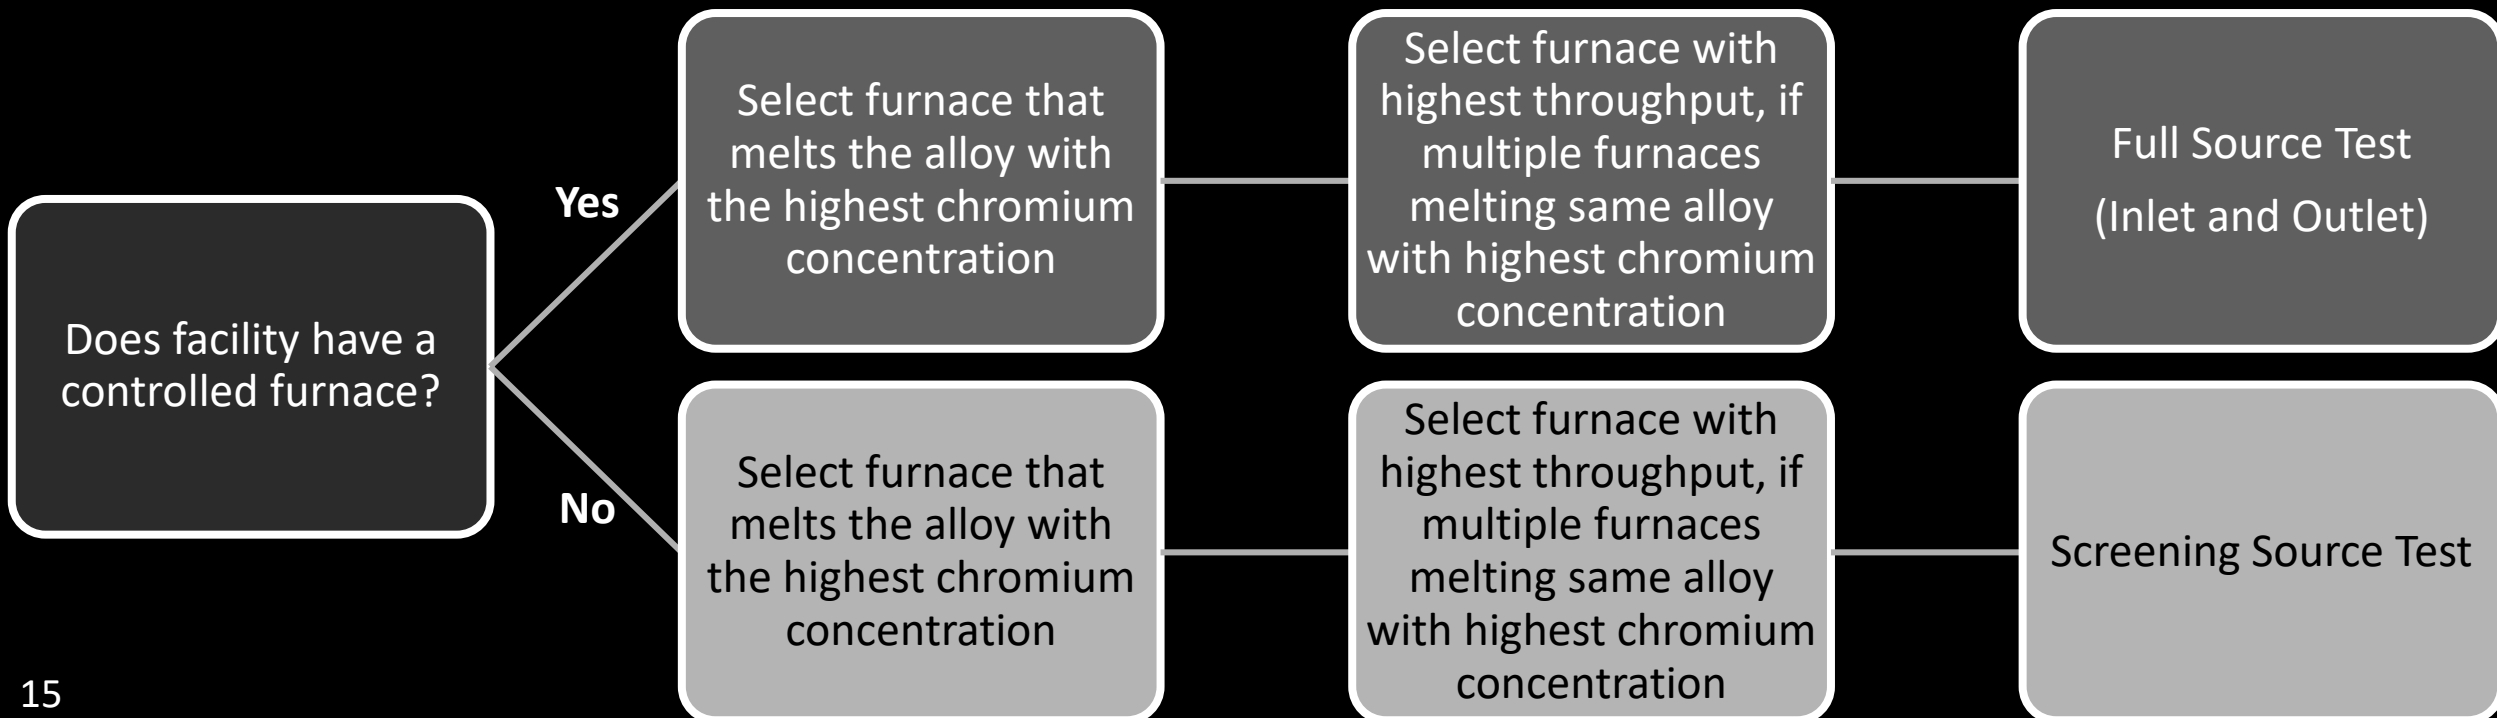 Does facility have a
controlled furnace?
Yes
Select furnace that
melts the alloy with
the highest chromium
concentration
Select furnace with
highest throughput, if
multiple furnaces
melting same alloy
with highest chromium
concentration
Full Source Test
(Inlet and Outlet)
No
Select furnace that
melts the alloy with
the highest chromium
concentration
Select furnace with
highest throughput, if
multiple furnaces
melting same alloy
with highest chromium
concentration
Screening Source Test
15